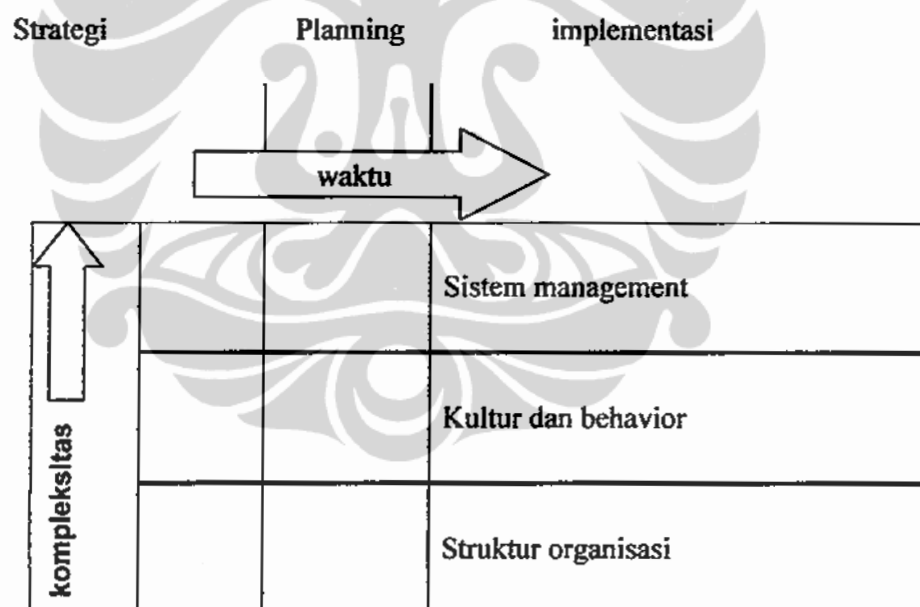 Strategi Planning implementasi
waktu
Sistem management
Kultur dan behavior
kompleksitas
Struktur organisasi